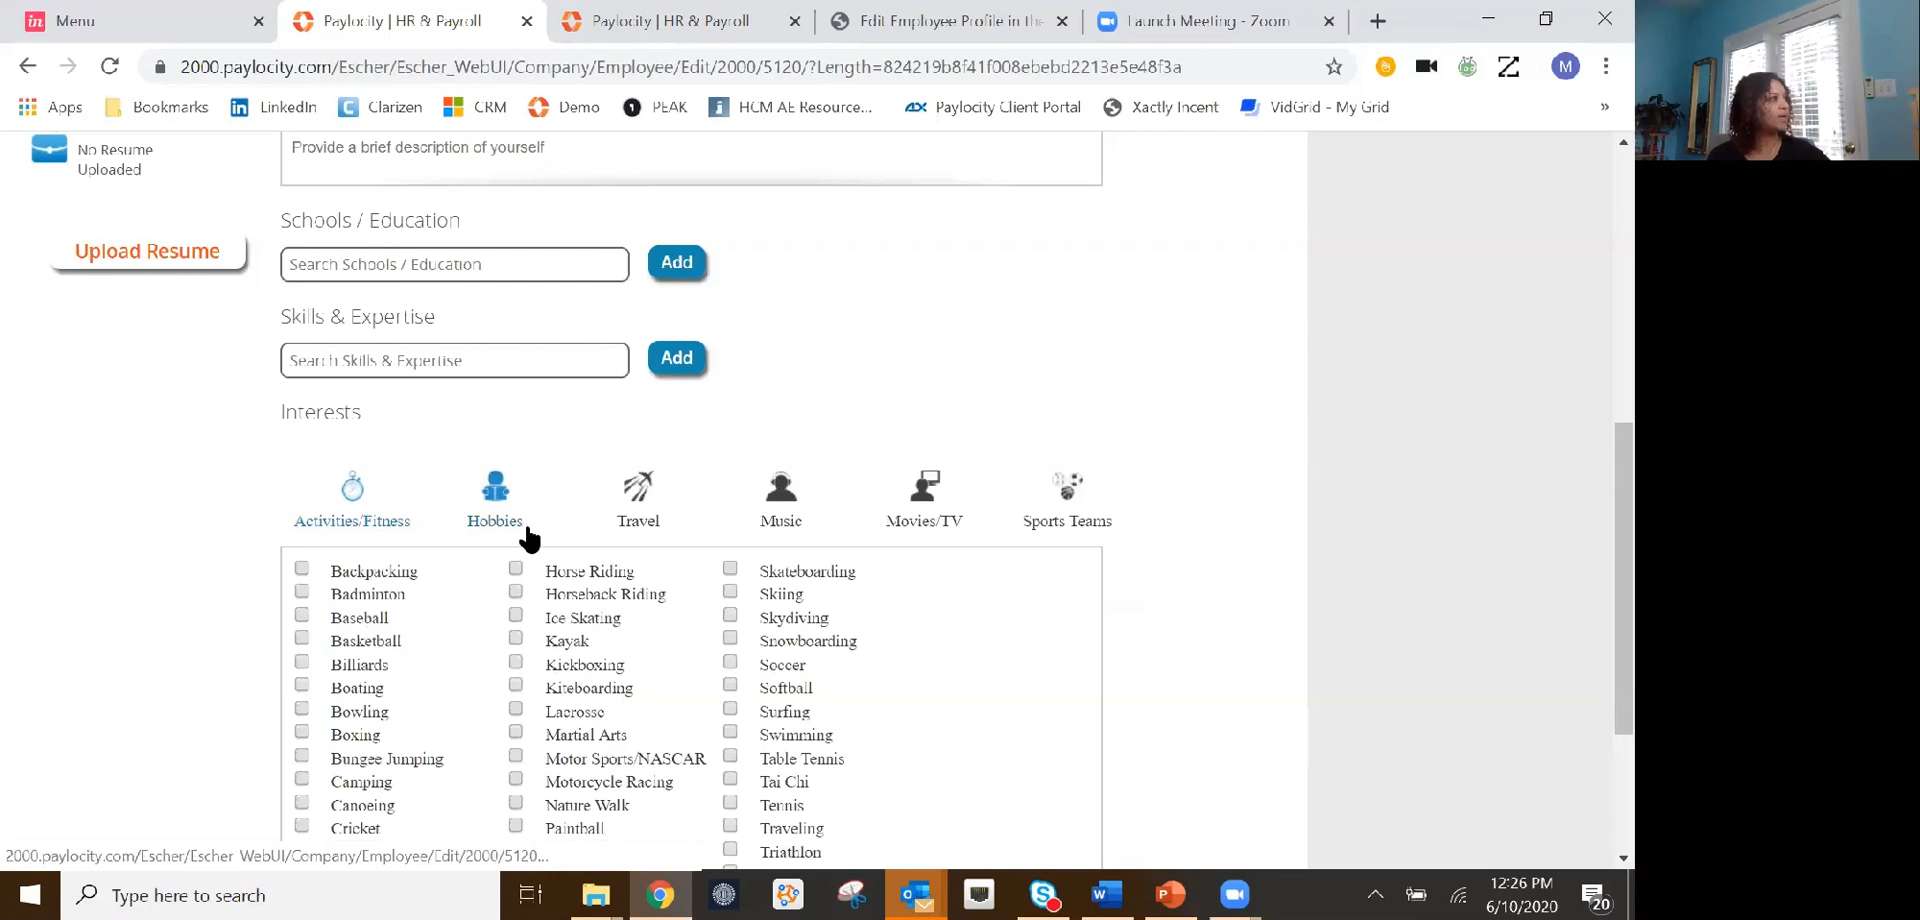 Menu
Paylocity | HR & Payroll
Paylocity | HR & Payroll
Edit Employee Profile in the
Launch Meeting - Zoom
2000.paylocity.com/Escher/Escher_WebUI/Company/Employee/Edit/2000/5120/?Length=824219b8f41f008ebebd2213e5e48f3a
M
Apps
Bookmarks
LinkedIn
Clarizen
CRM
Demo
PEAK
HCM AE Resource...
Paylocity Client Portal
Xactly Incent
VidGrid - My Grid
»
No Resume
Uploaded
Upload Resume
Provide a brief description of yourself
Schools / Education
Search Schools / Education
Add
Skills & Expertise
Search Skills & Expertise
Add
Interests
Activities/Fitness
Hobbies
Travel
Music
Movies/TV
Sports Teams
Backpacking
Badminton
Baseball
Basketball
Billiards
Boating
Bowling
Boxing
Bungee Jumping
Camping
Canoeing
Cricket
Horse Riding
Horseback Riding
Ice Skating
Kayak
Kickboxing
Kiteboarding
Lacrosse
Martial Arts
Motor Sports/NASCAR
Motorcycle Racing
Nature Walk
Paintball
Skateboarding
Skiing
Skydiving
Snowboarding
Soccer
Softball
Surfing
Swimming
Table Tennis
Tai Chi
Tennis
Traveling
Triathlon
2000.paylocity.com/Escher/Escher_WebUI/Company/Employee/Edit/2000/5120...
Type here to search
12:26 PM
6/10/2020
20